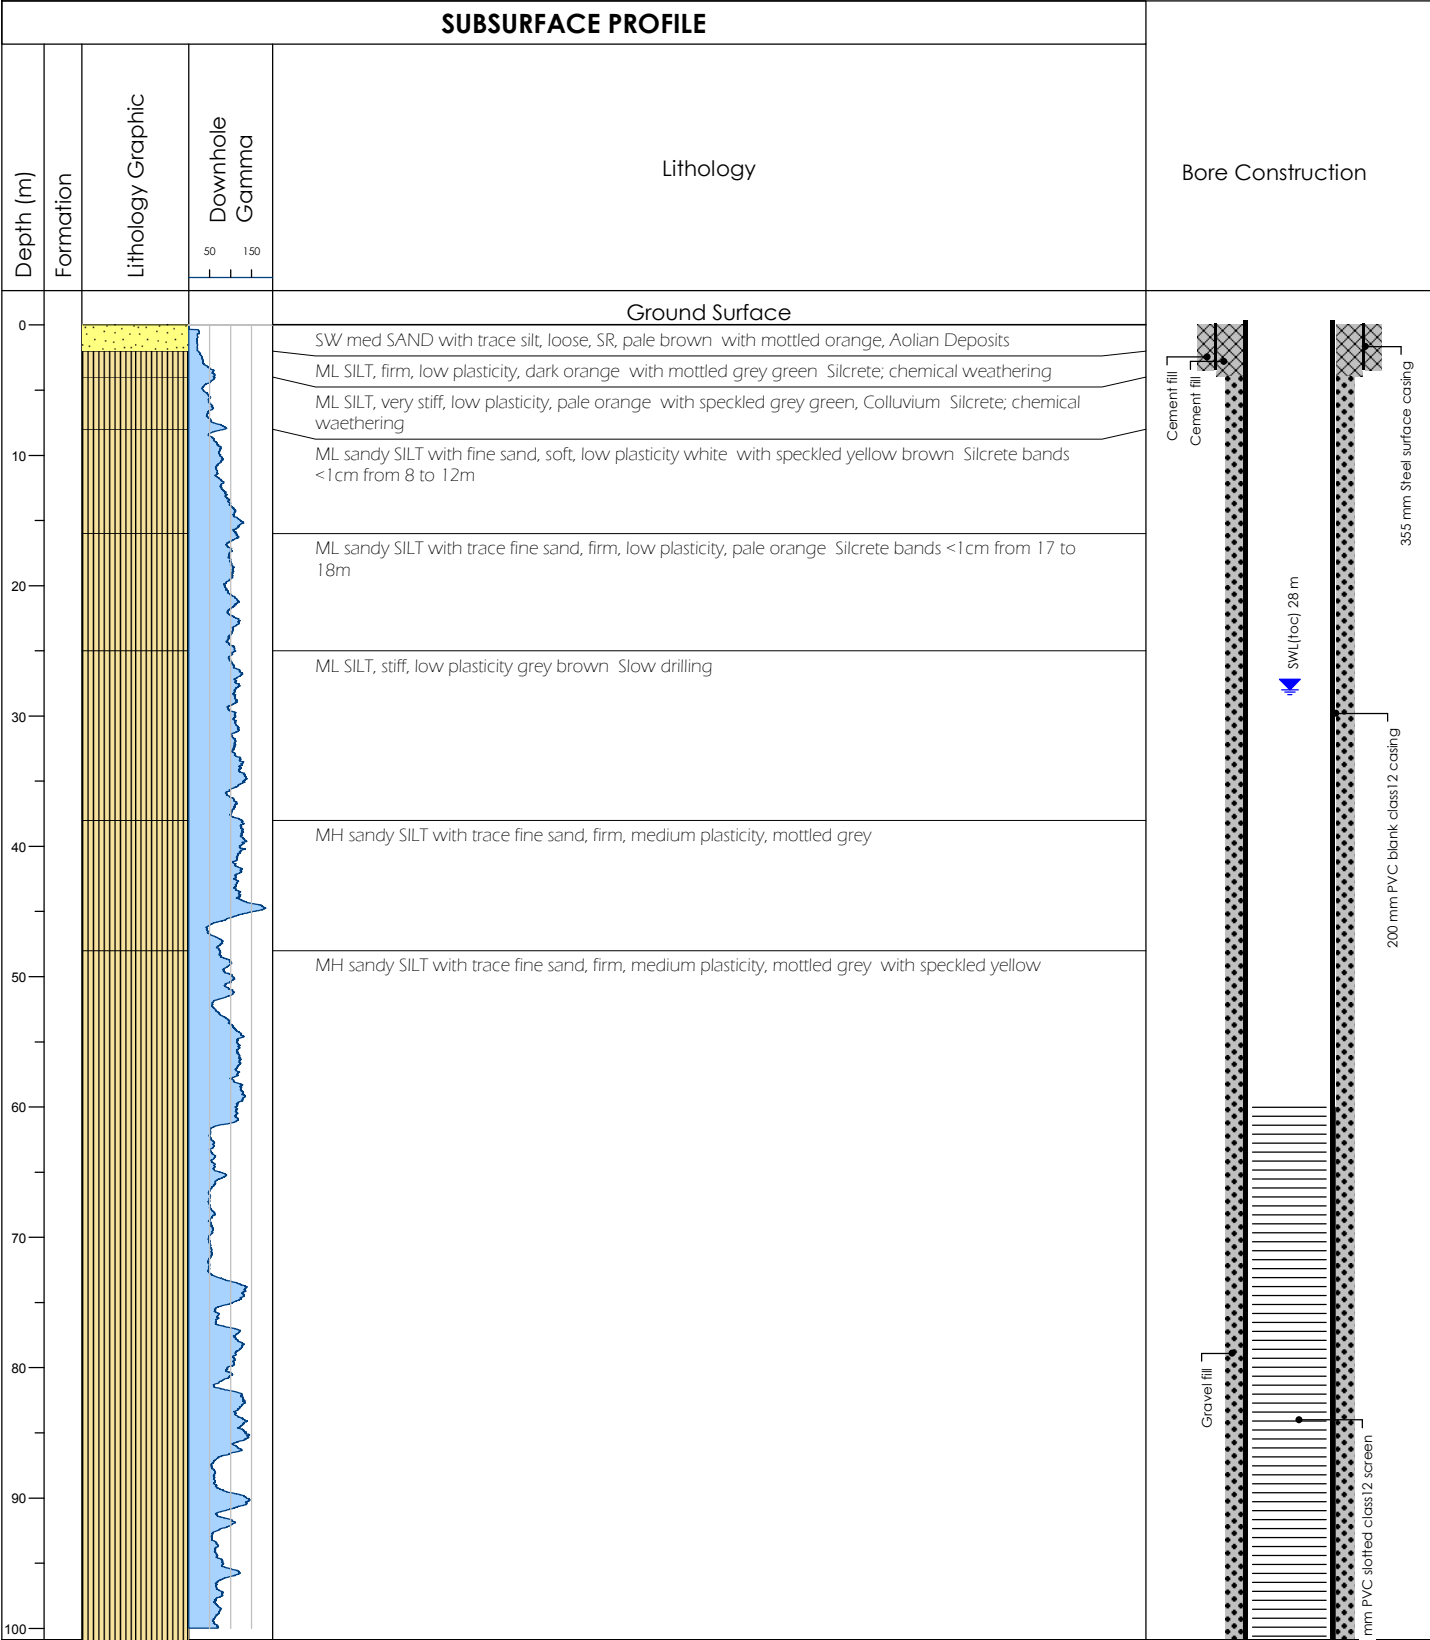 SUBSURFACE PROFILE
Depth (m)
Formation
Lithology Graphic
Downhole
Gamma
50 150
Lithology
Bore Construction
Ground Surface
0
SW med SAND with trace silt, loose, SR, pale brown with mottled orange, Aolian Deposits
ML SILT, firm, low plasticity, dark orange with mottled grey green Silcrete; chemical weathering
ML SILT, very stiff, low plasticity, pale orange with speckled grey green, Colluvium Silcrete; chemical
waethering
10
ML sandy SILT with fine sand, soft, low plasticity white with speckled yellow brown Silcrete bands
<1cm from 8 to 12m
ML sandy SILT with trace fine sand, firm, low plasticity, pale orange Silcrete bands <1cm from 17 to
18m
20
ML SILT, stiff, low plasticity grey brown Slow drilling
30
MH sandy SILT with trace fine sand, firm, medium plasticity, mottled grey
40
MH sandy SILT with trace fine sand, firm, medium plasticity, mottled grey with speckled yellow
50
60
70
80
90
100
Cement fill
Cement fill
355 mm Steel surface casing
SWL(toc) 28 m
200 mm PVC blank class12 casing
Gravel fill
mm PVC slotted class12 screen